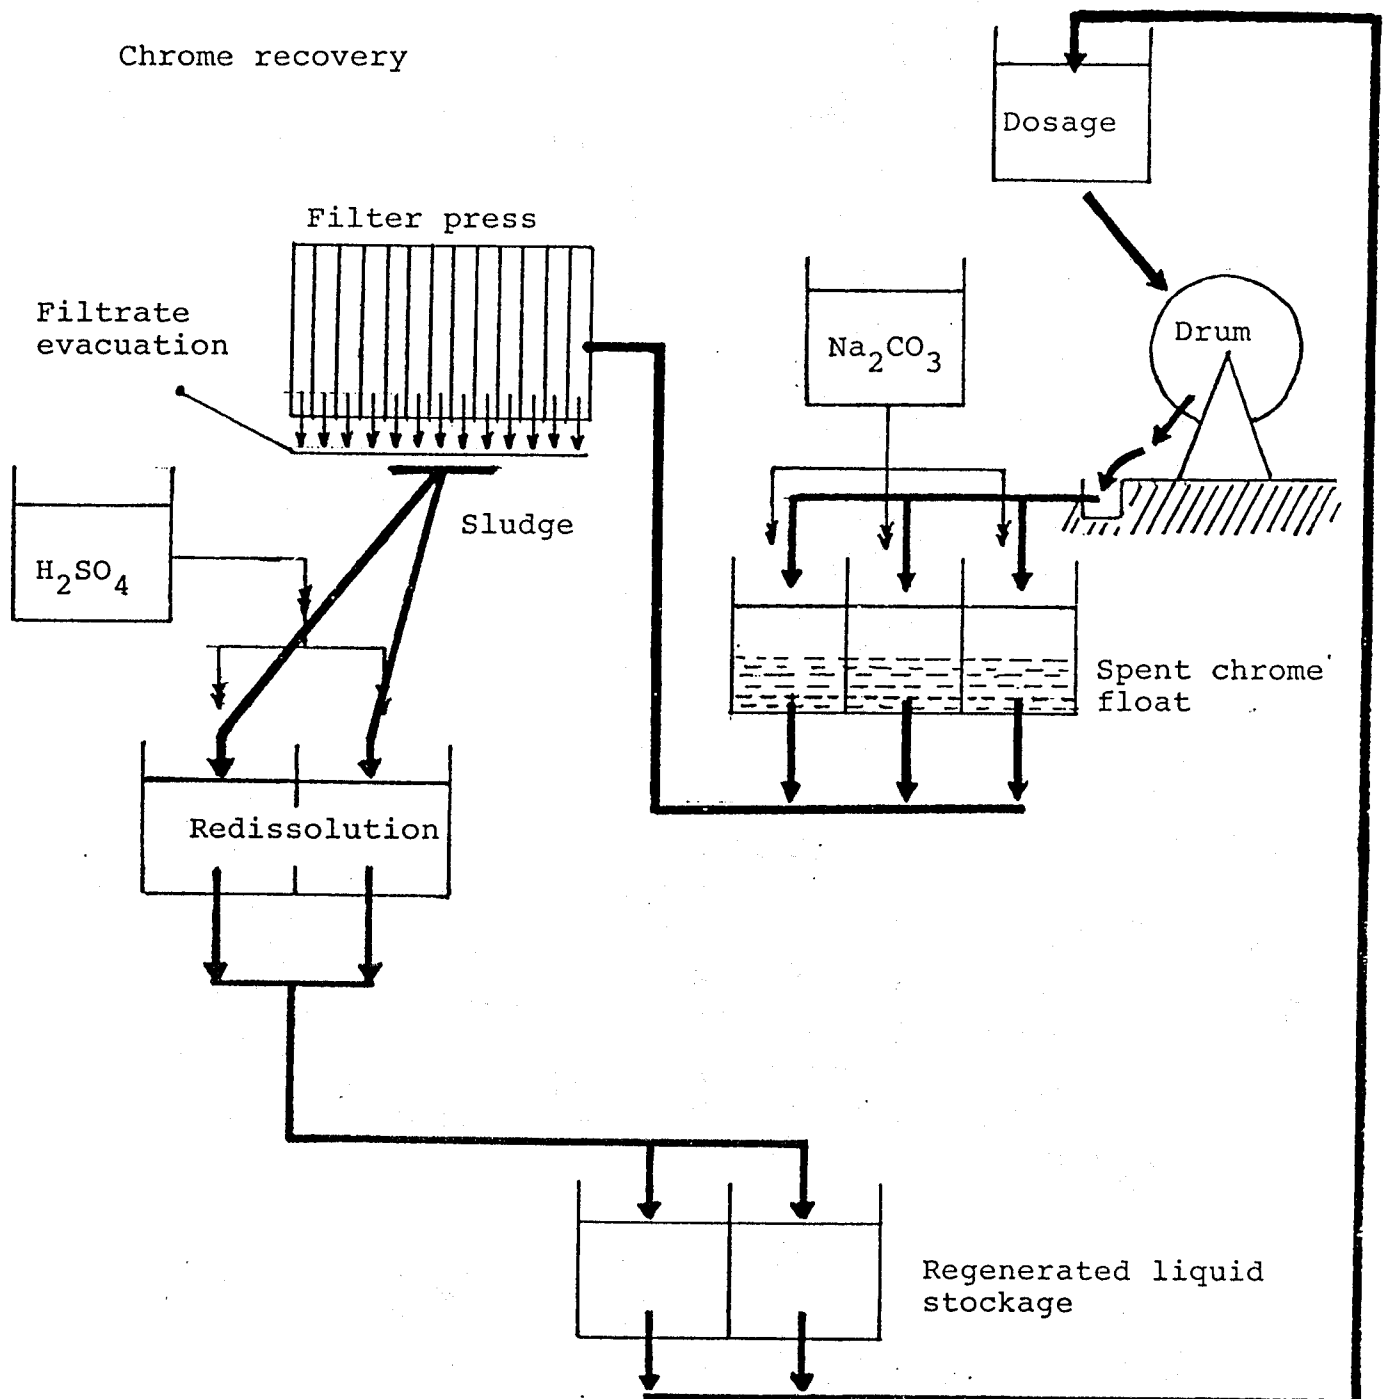 Chrome recovery
Dosage
Filter press
Filtrate
evacuation
Na2CO3
Drum
Sludge
H2SO4
Spent chrome
float
Redissolution
Regenerated liquid
stockage